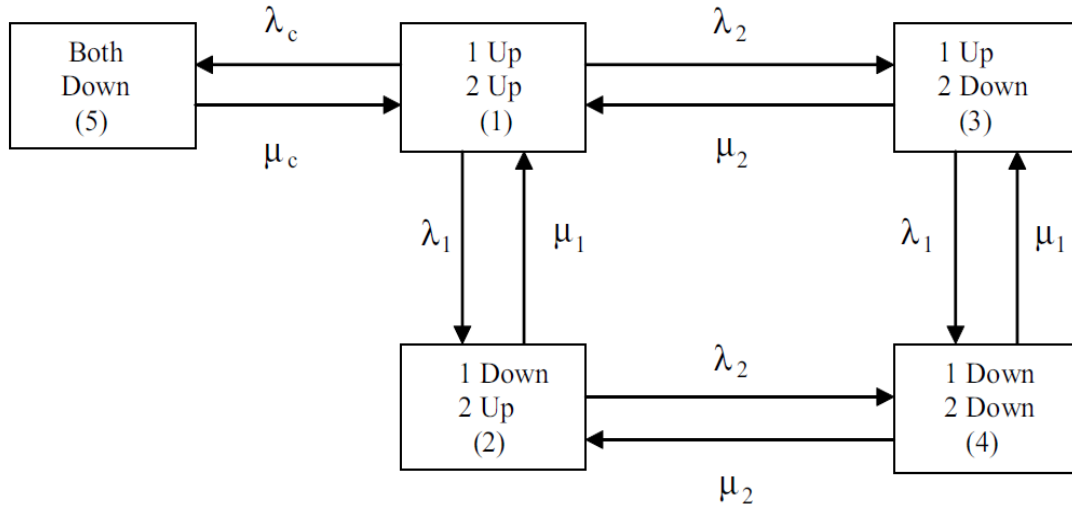 λc
λ2
Both
Down
(5)
1 Up
2 Up
(1)
1 Up
2 Down
(3)
μc
μ2
λ1
μ1
λ1
μ1
λ2
1 Down
2 Up
(2)
1 Down
2 Down
(4)
μ2